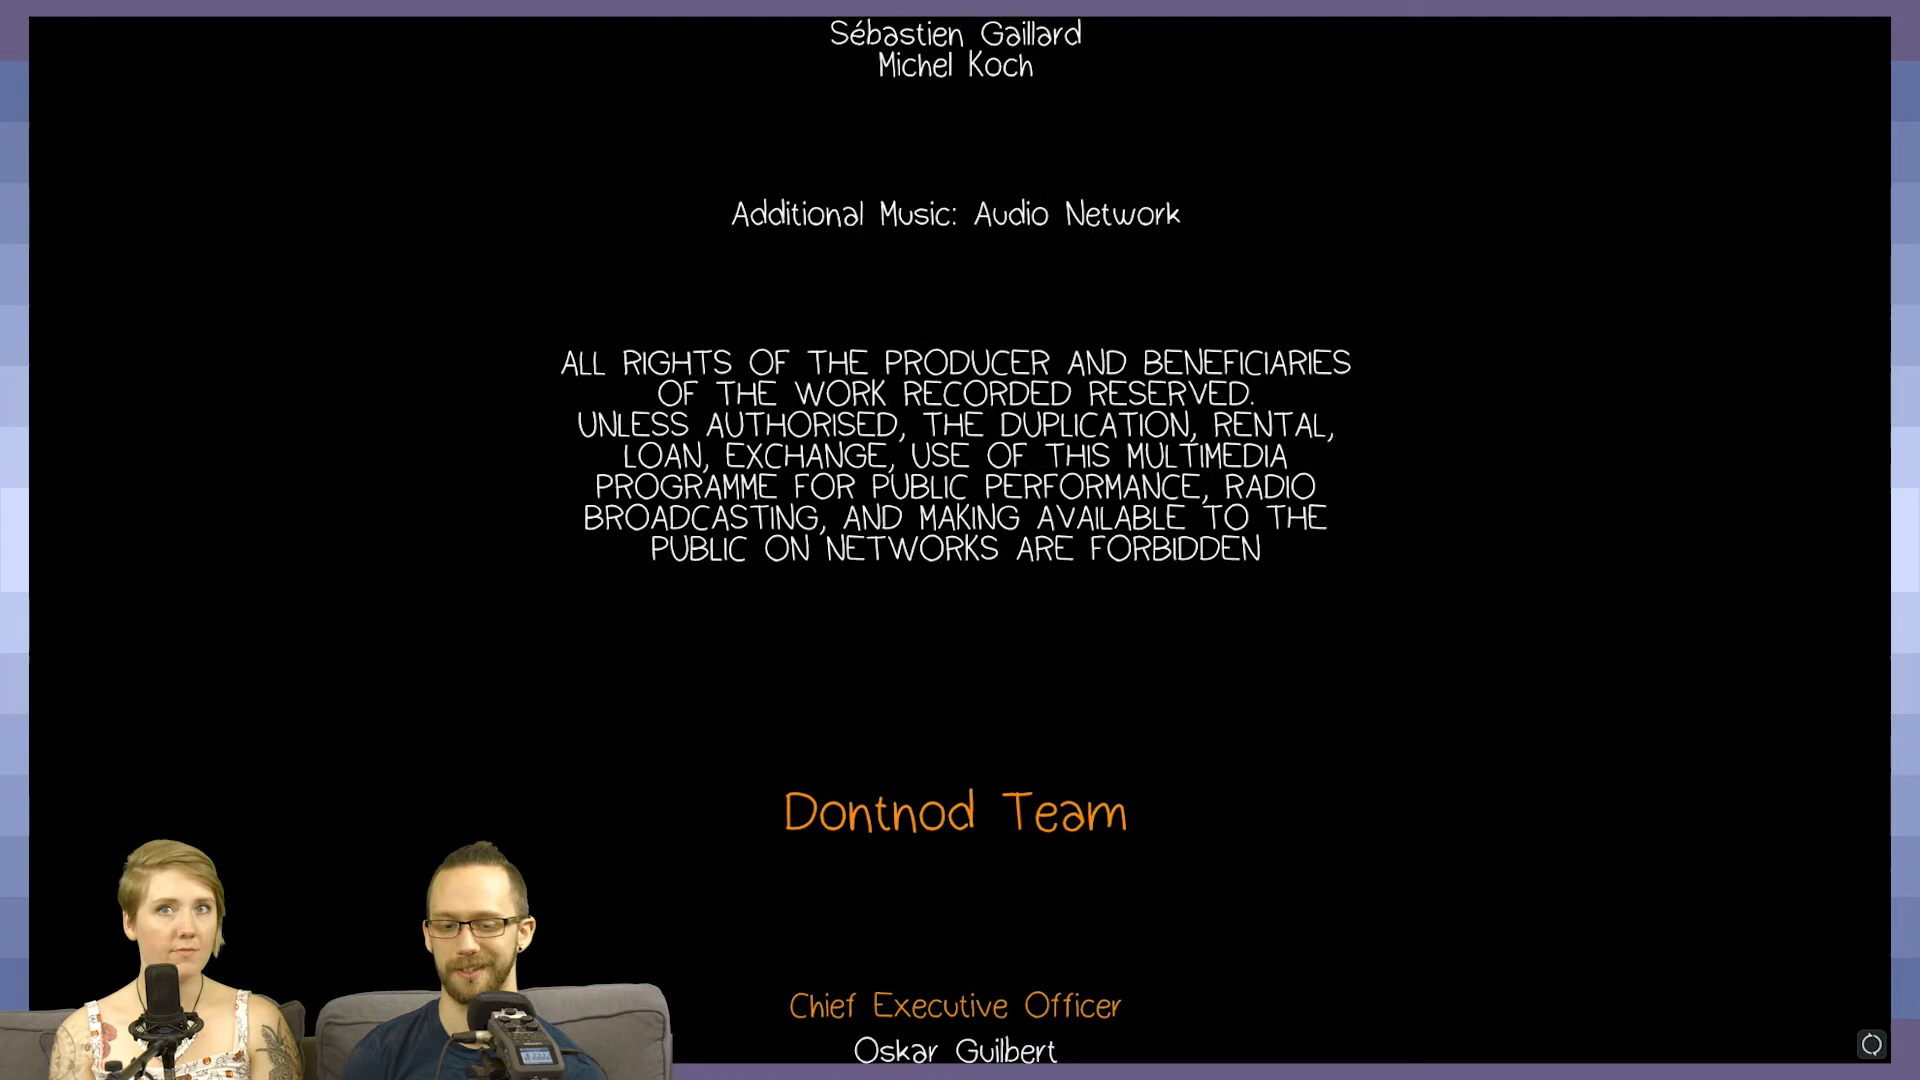 Sébastien Gaillard
Michel Koch
Additional Music: Audio Network
ALL RIGHTS OF THE PRODUCER AND BENEFICIARIES
OF THE WORK RECORDED RESERVED.
UNLESS AUTHORISED, THE DUPLICATION, RENTAL,
LOAN, EXCHANGE, USE OF THIS MULTIMEDIA
PROGRAMME FOR PUBLIC PERFORMANCE, RADIO
BROADCASTING, AND MAKING AVAILABLE TO THE
PUBLIC ON NETWORKS ARE FORBIDDEN
Dontnod Team
Chief Executive Officer
Oskar Guilbert